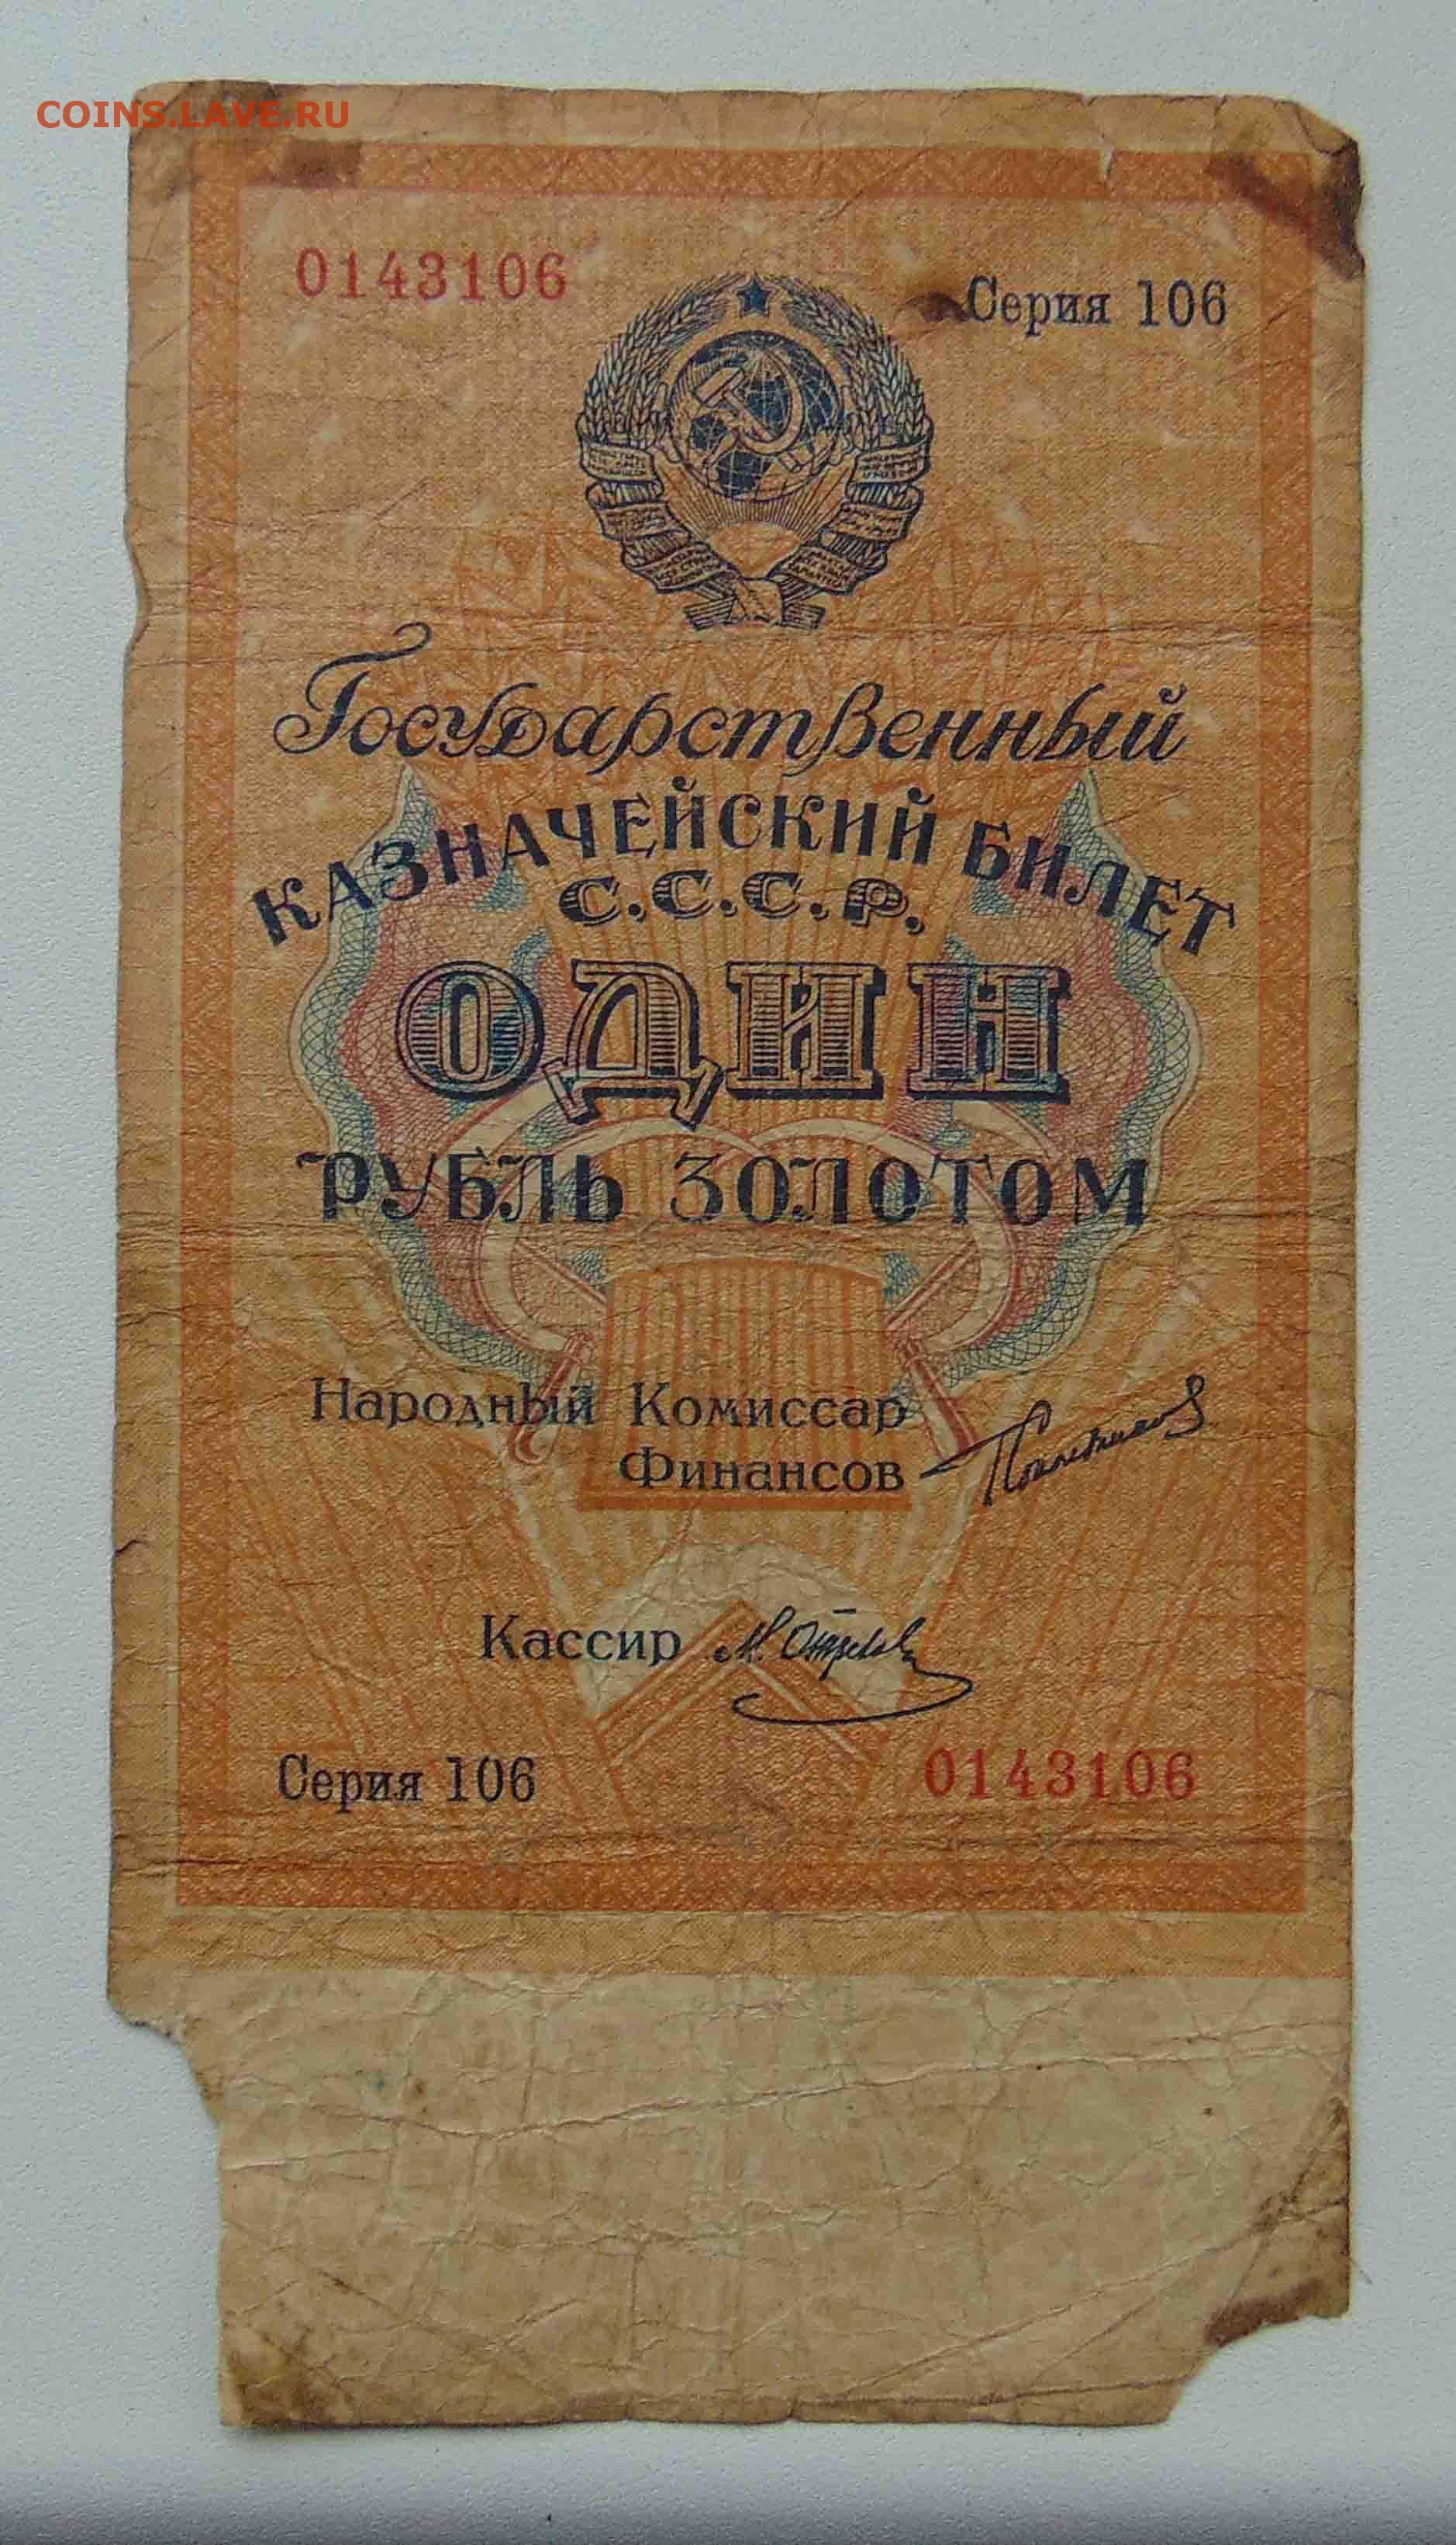 COINS.LAVE.RU
0143106
Серия 106
Государственный
КАЗНАЧЕЙСКИЙ БИЛЕТ
С.С.С.Р.
ОДИН
РУБЛЬ ЗОЛОТОМ
Народный Комиссар
Финансов
Кассир
Серия 106
0143106